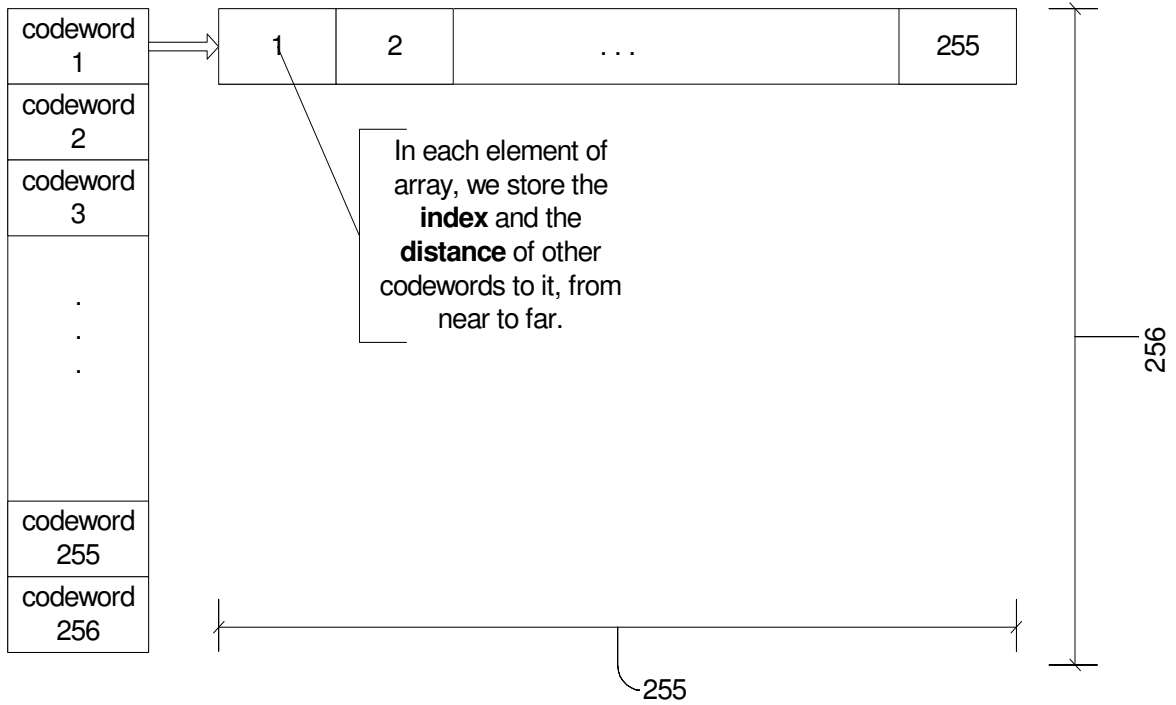 codeword
1
1
2
. . .
255
codeword
2
codeword
3
.
.
.
In each element of
array, we store the
index and the
distance of other
codewords to it, from
near to far.
256
codeword
255
codeword
256
255